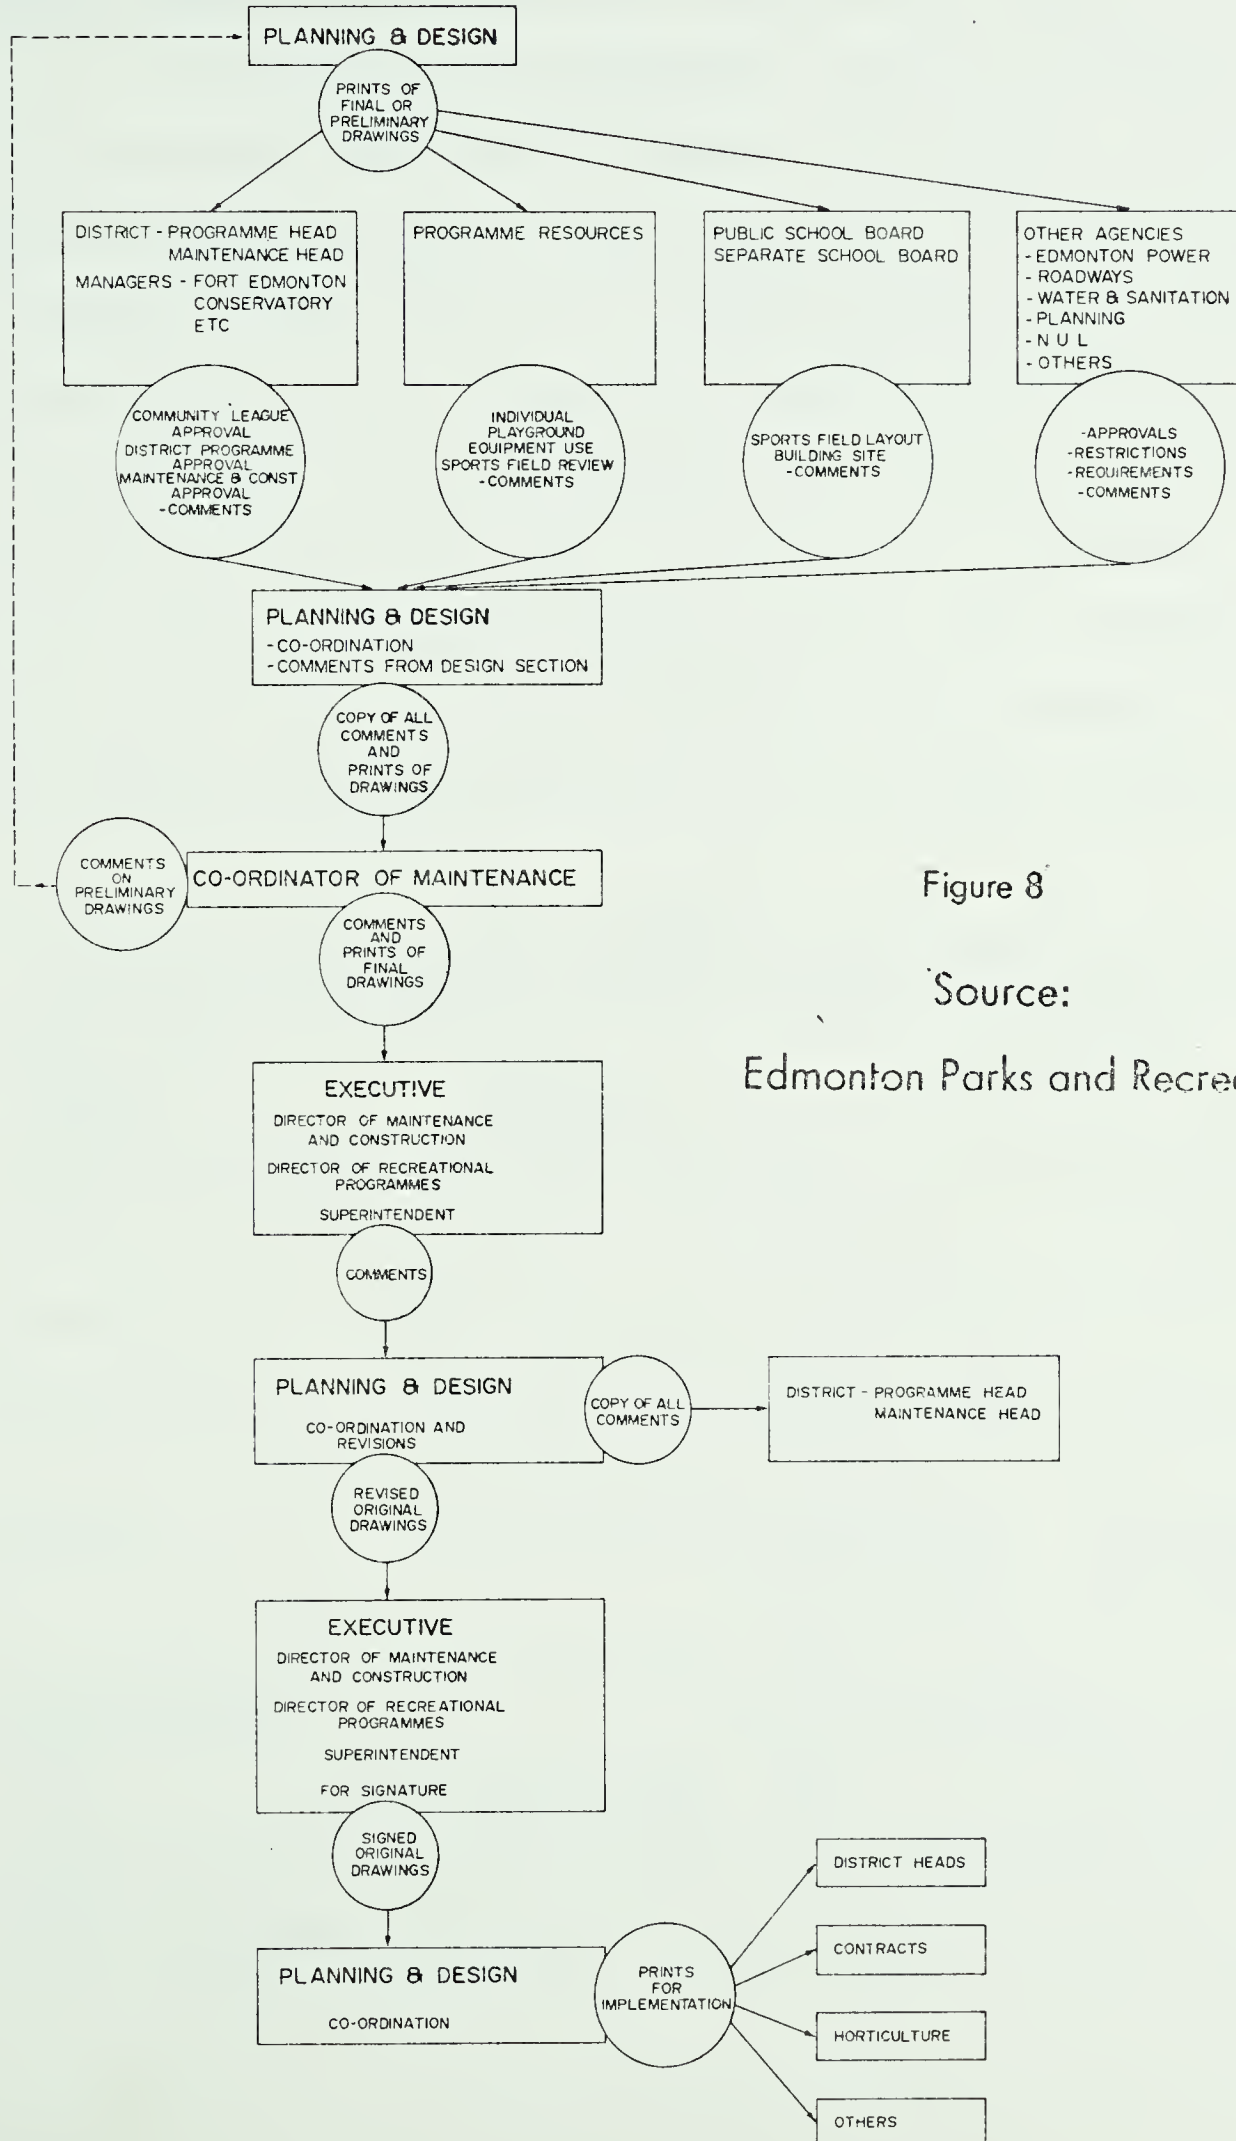 PLANNING & DESIGN
PRINTS OF
FINAL OR
PRELIMINARY
DRAWINGS
DISTRICT - PROGRAMME HEAD
MAINTENANCE HEAD
MANAGERS - FORT EDMONTON
CONSERVATORY
ETC
PROGRAMME RESOURCES
PUBLIC SCHOOL BOARD
SEPARATE SCHOOL BOARD
OTHER AGENCIES
- EDMONTON POWER
- ROADWAYS
- WATER & SANITATION
- PLANNING
- N U L
- OTHERS
COMMUNITY LEAGUE
APPROVAL
DISTRICT PROGRAMME
APPROVAL
MAINTENANCE & CONST
APPROVAL
- COMMENTS
INDIVIDUAL
PLAYGROUND
EQUIPMENT USE
SPORTS FIELD REVIEW
- COMMENTS
SPORTS FIELD LAYOUT
BUILDING SITE
- COMMENTS
- APPROVALS
- RESTRICTIONS
- REQUIREMENTS
- COMMENTS
PLANNING & DESIGN
- CO-ORDINATION
- COMMENTS FROM DESIGN SECTION
COPY OF ALL
COMMENTS
AND
PRINTS OF
DRAWINGS
COMMENTS
ON
PRELIMINARY
DRAWINGS
CO-ORDINATOR OF MAINTENANCE
COMMENTS
AND
PRINTS OF
FINAL
DRAWINGS
Figure 8
Source:
Edmonton Parks and Recrea
EXECUTIVE
DIRECTOR OF MAINTENANCE
AND CONSTRUCTION
DIRECTOR OF RECREATIONAL
PROGRAMMES
SUPERINTENDENT
COMMENTS
PLANNING & DESIGN
CO-ORDINATION AND
REVISIONS
COPY OF ALL
COMMENTS
DISTRICT - PROGRAMME HEAD
MAINTENANCE HEAD
REVISED
ORIGINAL
DRAWINGS
EXECUTIVE
DIRECTOR OF MAINTENANCE
AND CONSTRUCTION
DIRECTOR OF RECREATIONAL
PROGRAMMES
SUPERINTENDENT
FOR SIGNATURE
SIGNED
ORIGINAL
DRAWINGS
PLANNING & DESIGN
CO-ORDINATION
PRINTS
FOR
IMPLEMENTATION
DISTRICT HEADS
CONTRACTS
HORTICULTURE
OTHERS